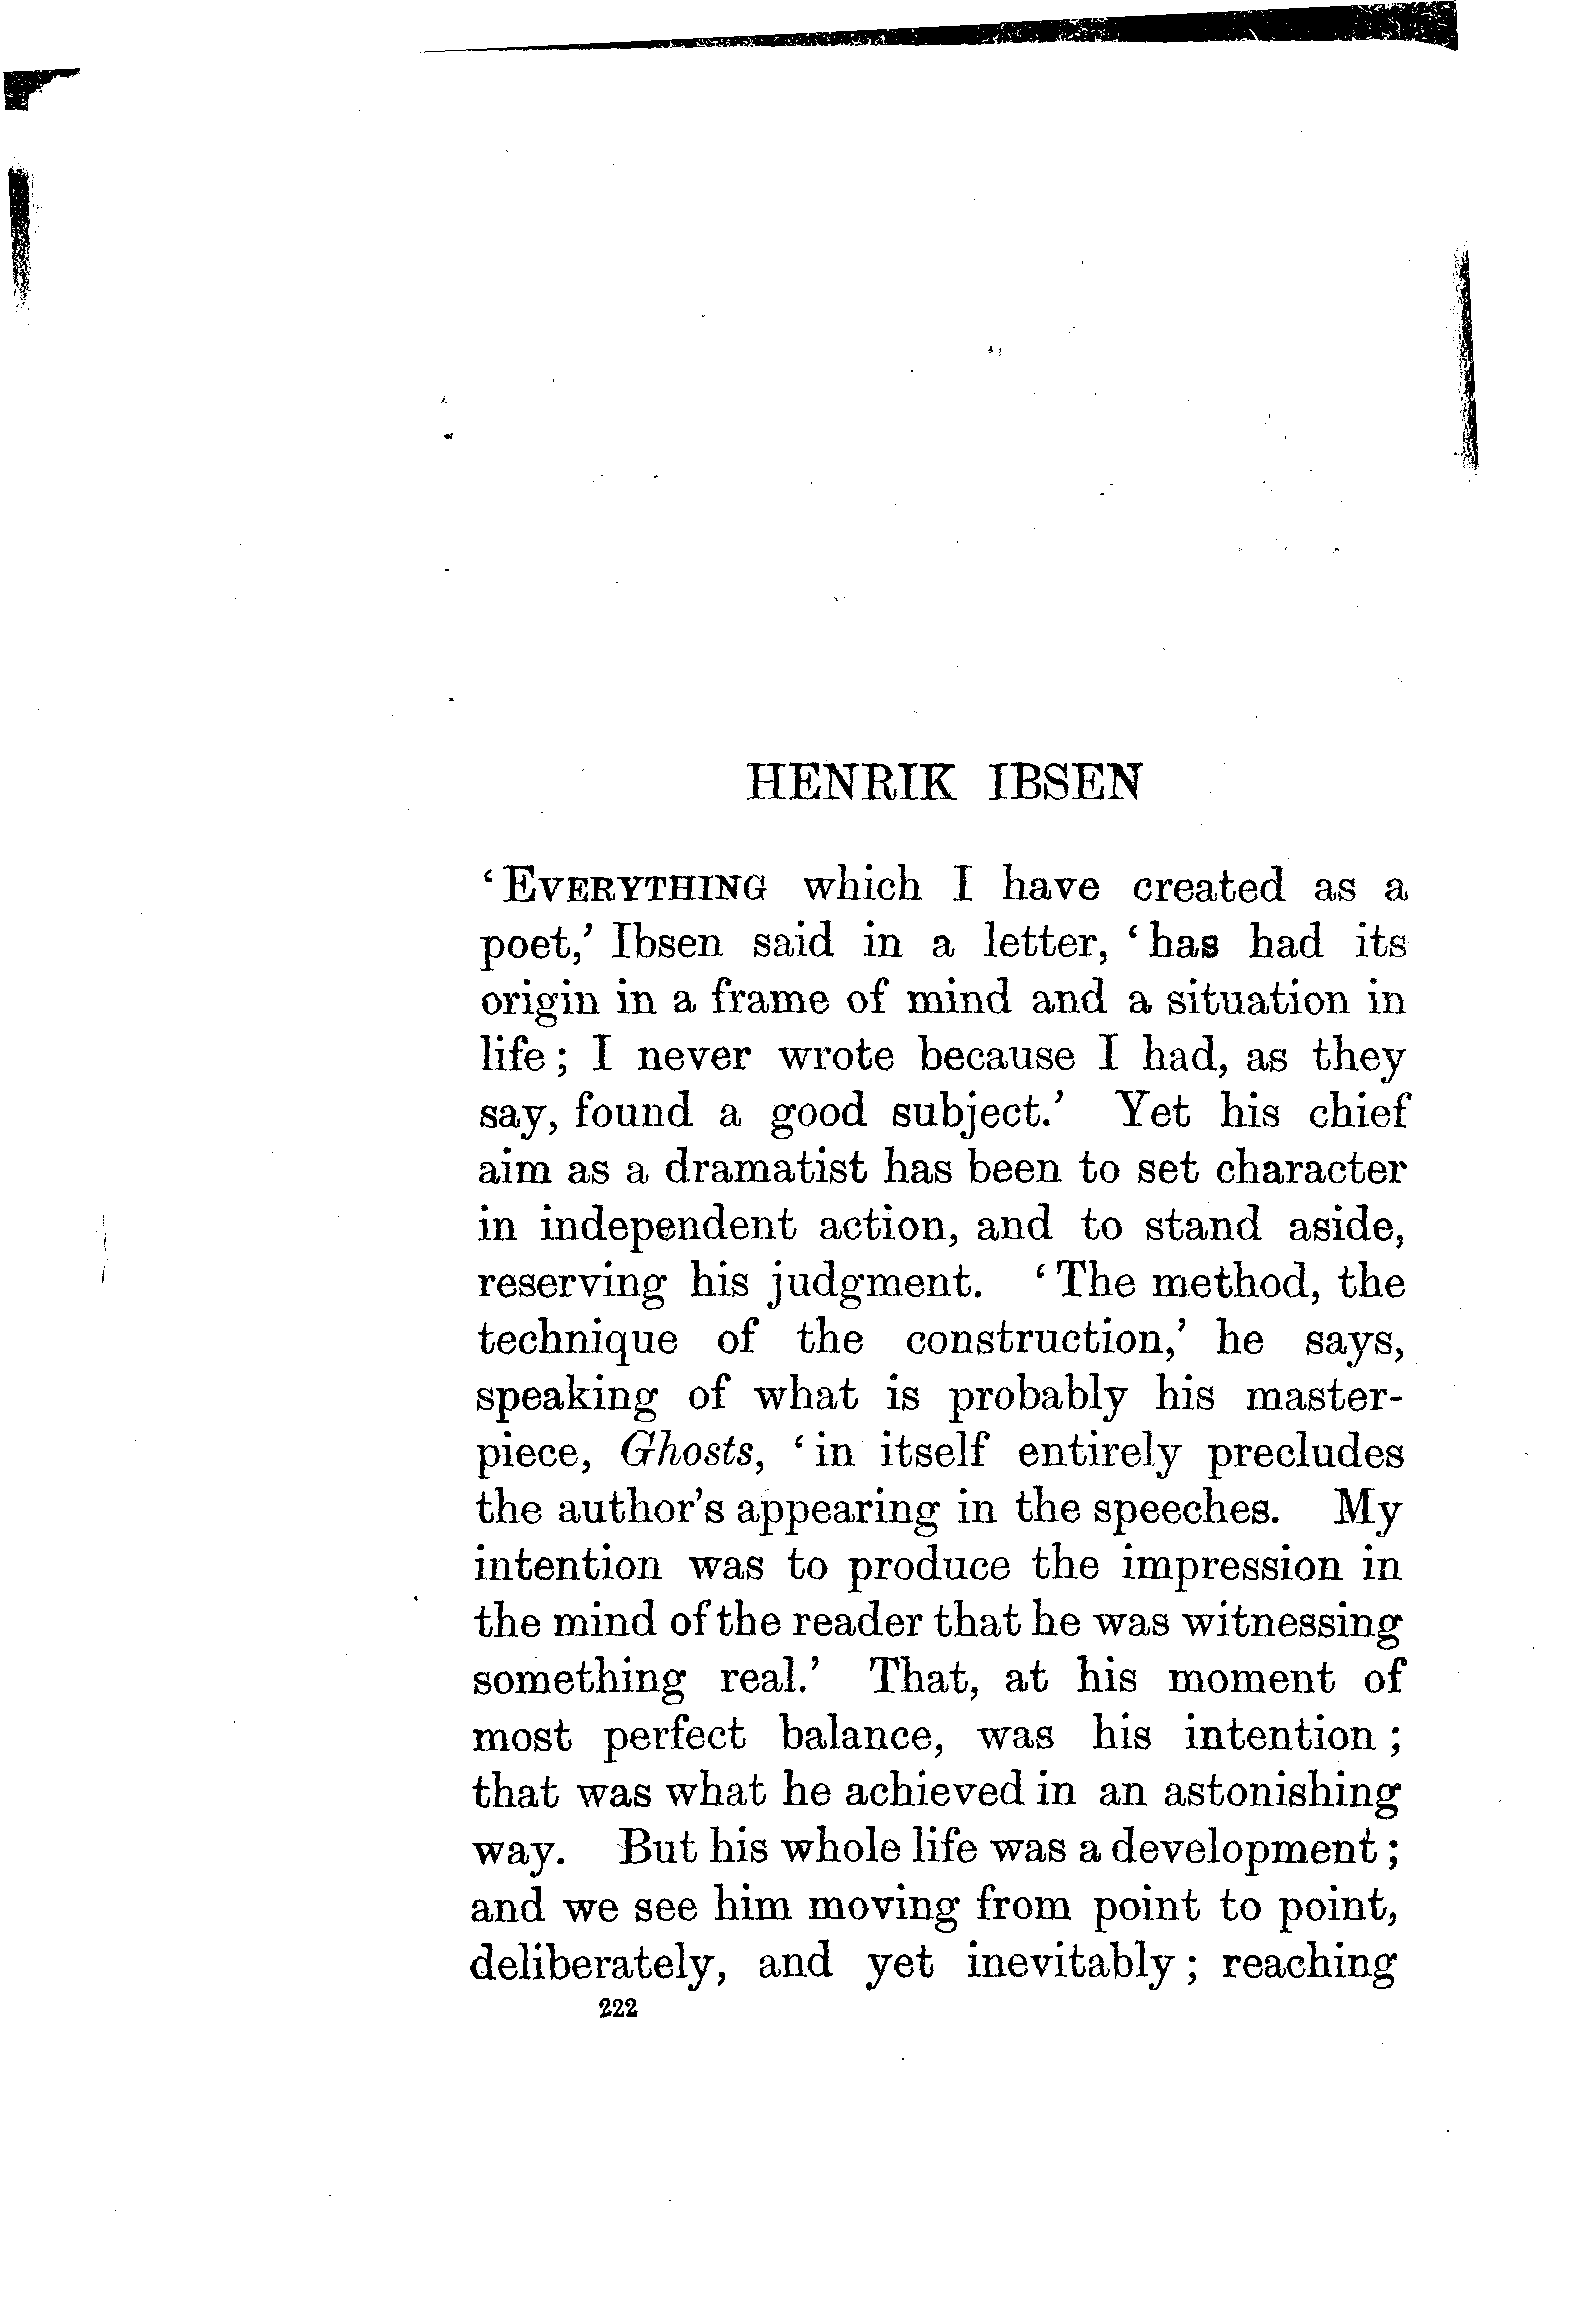 HENRIK IBSEN
‘EVERYTHING which I have created as a
poet,’ Ibsen said in a letter, ‘has had its
origin in a frame of mind and a situation in
life; I never wrote because I had, as they
say, found a good subject.’ Yet his chief
aim as a dramatist has been to set character
in independent action, and to stand aside,
reserving his judgment. ‘The method, the
technique of the construction,’ he says,
speaking of what is probably his master-
piece, Ghosts, ‘in itself entirely precludes
the author’s appearing in the speeches. My
intention was to produce the impression in
the mind of the reader that he was witnessing
something real.’ That, at his moment of
most perfect balance, was his intention;
that was what he achieved in an astonishing
way. But his whole life was a development;
and we see him moving from point to point,
deliberately, and yet inevitably; reaching
222